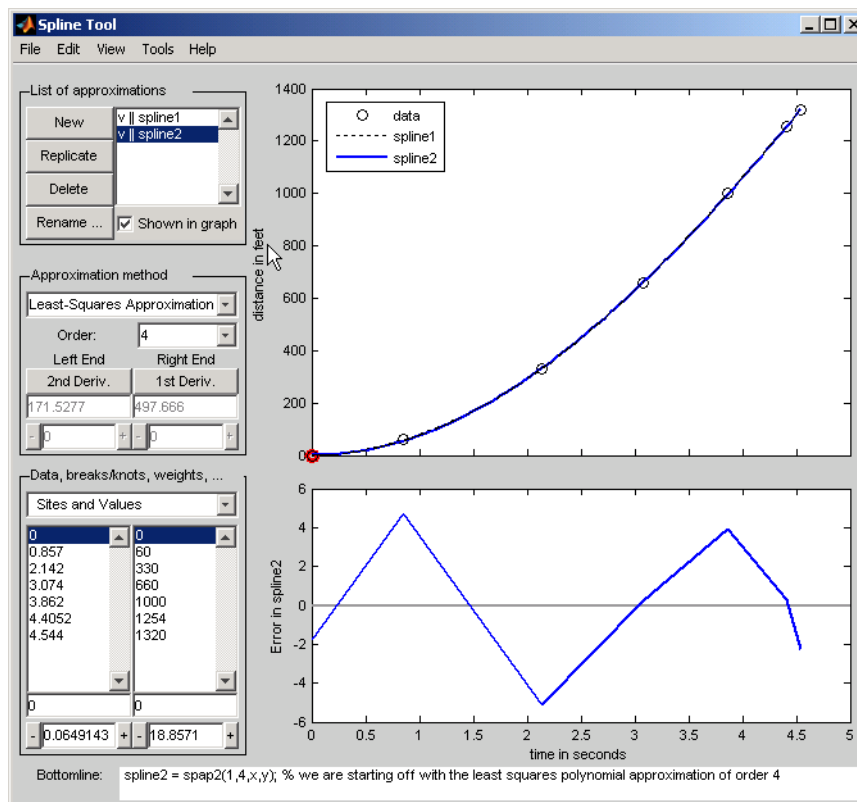 Spline Tool
File Edit View Tools Help
List of approximations
New
Replicate
Delete
Rename ...
v || spline1
v || spline2
Shown in graph
Approximation method
Least-Squares Approximation
Order: 4
Left End Right End
2nd Deriv. 1st Deriv.
171.5277 497.666
- 0 + - 0 +
Data, breaks/knots, weights, ...
Sites and Values
0 0
0.857 60
2.142 330
3.074 660
3.862 1000
4.4052 1254
4.544 1320
0 0
- 0.0649143 + - 18.8571 +
1400
1200
1000
800
600
400
200
0
distance in feet
data
spline1
spline2
6
4
2
0
-2
-4
-6
Error in spline2
0 0.5 1 1.5 2 2.5 3 3.5 4 4.5 5
time in seconds
Bottomline: spline2 = spap2(1,4,x,y); % we are starting off with the least squares polynomial approximation of order 4